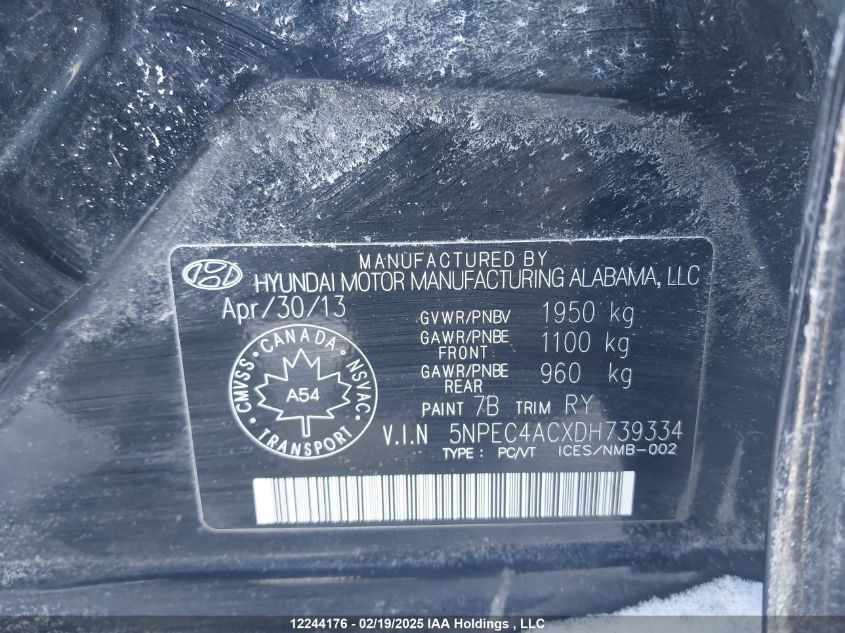 MANUFACTURED BY
HYUNDAI MOTOR MANUFACTURING ALABAMA, LLC
Apr/30/13
GVWR/PNBV 1950 kg
GAWR/PNBE FRONT 1100 kg
GAWR/PNBE REAR 960 kg
PAINT 7B TRIM RY
CMVSS · CANADA · NSVAC · TRANSPORT ·
A54
V.I.N 5NPEC4ACXDH739334
TYPE : PC/VT ICES/NMB-002
12244176 - 02/19/2025 IAA Holdings , LLC